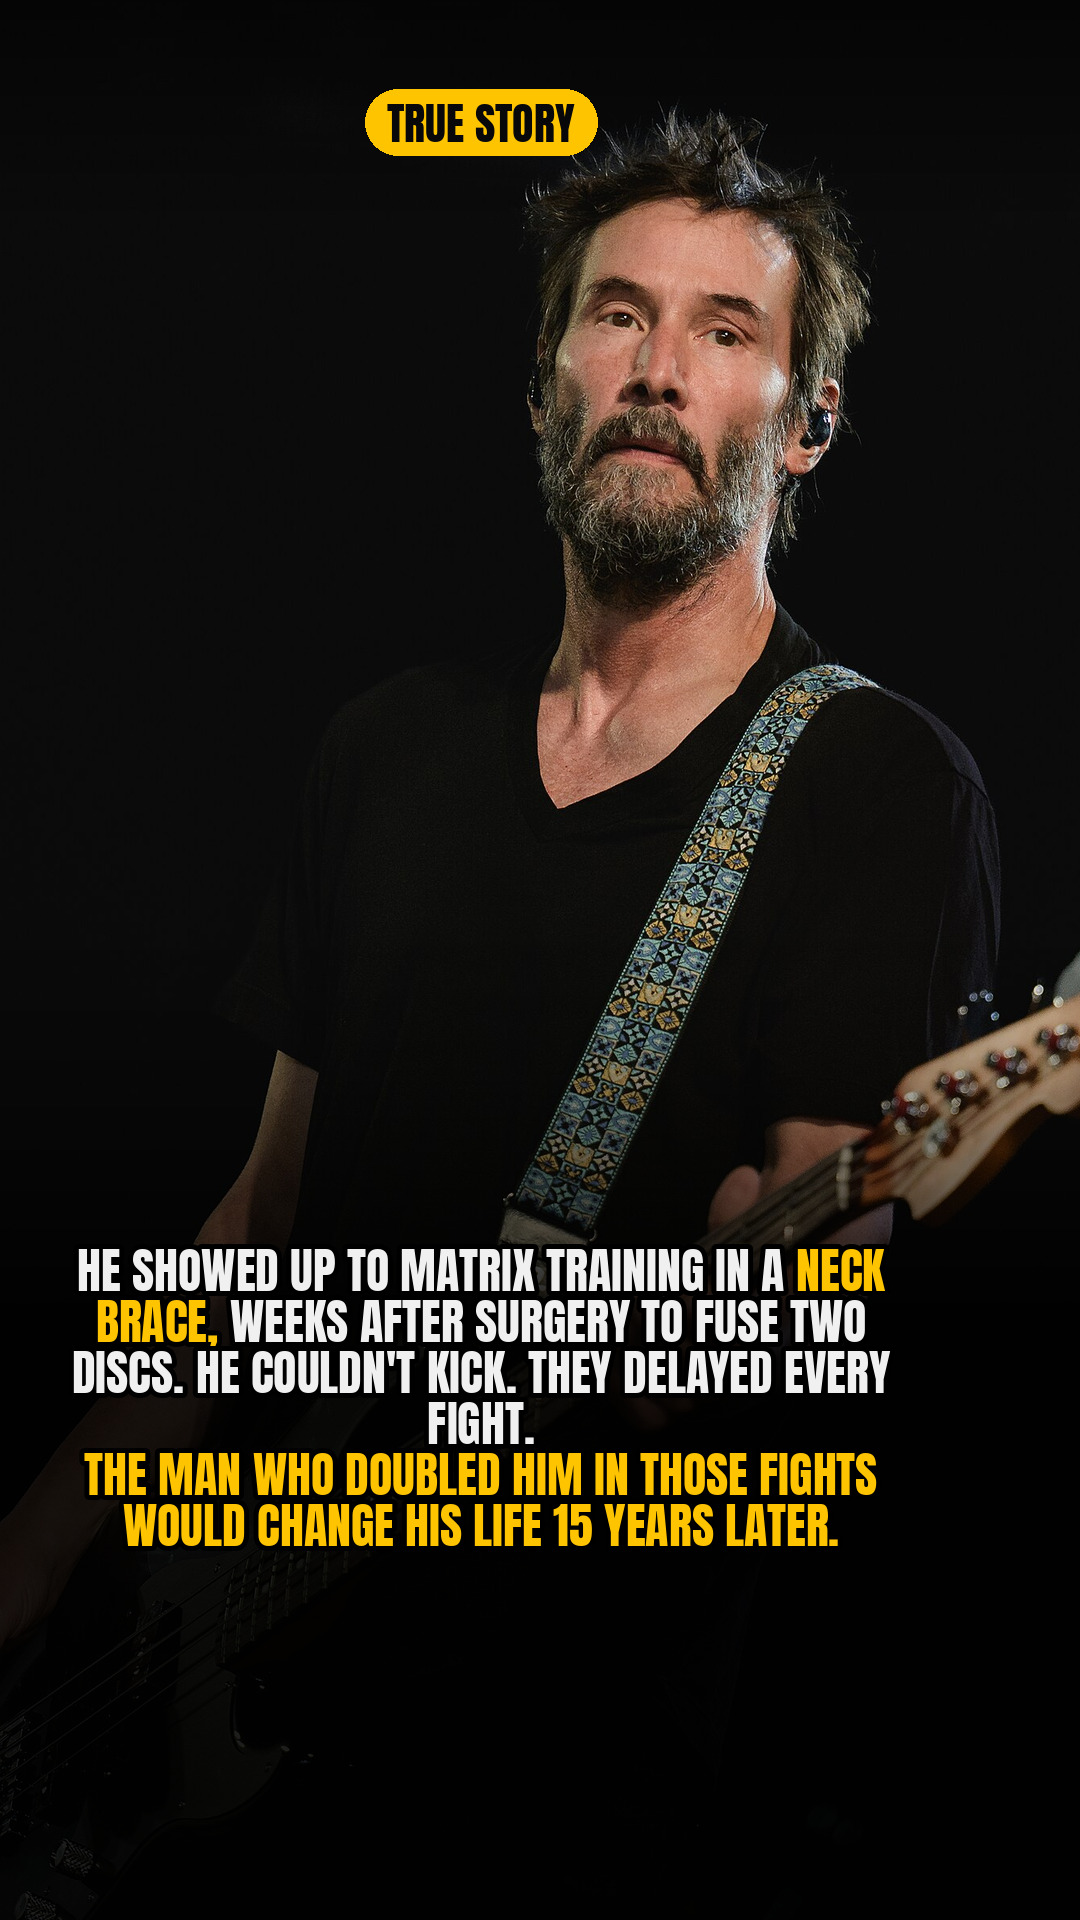 TRUE STORY
HE SHOWED UP TO MATRIX TRAINING IN A NECK
BRACE, WEEKS AFTER SURGERY TO FUSE TWO
DISCS. HE COULDN'T KICK. THEY DELAYED EVERY
FIGHT.
THE MAN WHO DOUBLED HIM IN THOSE FIGHTS
WOULD CHANGE HIS LIFE 15 YEARS LATER.